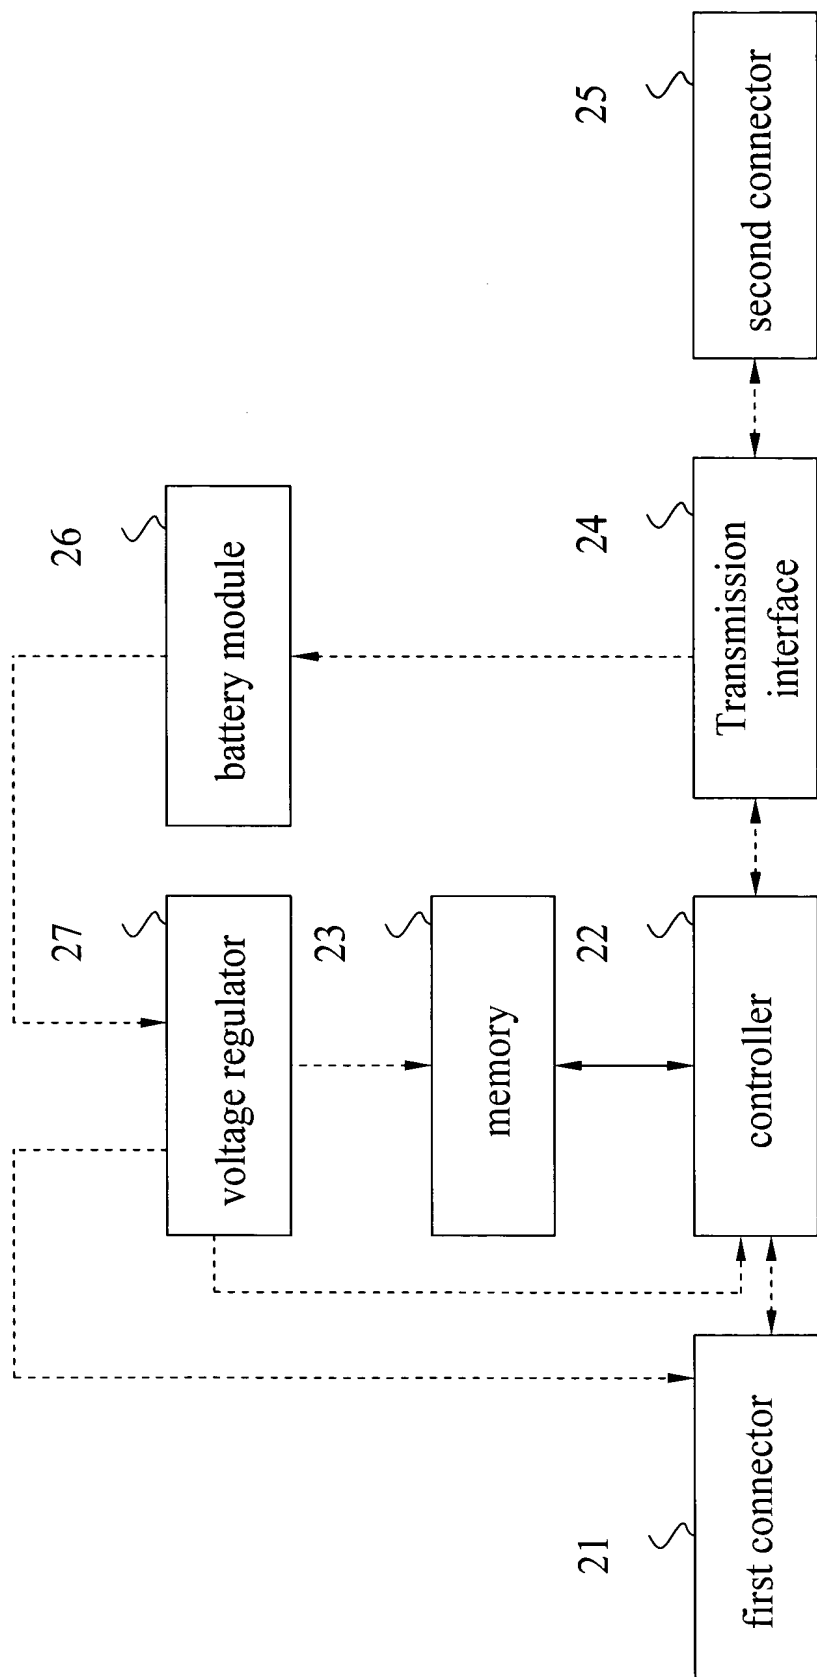 26
battery module
27
voltage regulator
23
memory
21
first connector
22
controller
24
Transmission
interface
25
second connector